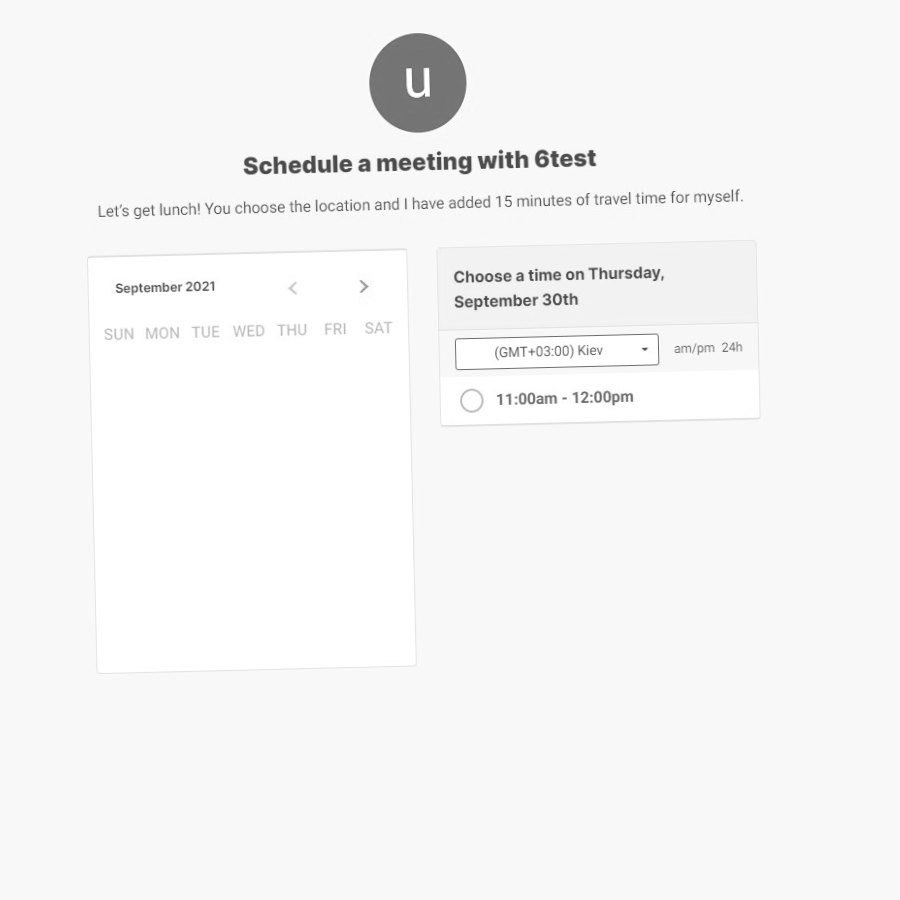 u
Schedule a meeting with 6test
Let's get lunch! You choose the location and I have added 15 minutes of travel time for myself.
September 2021
SUN MON TUE WED THU FRI SAT
Choose a time on Thursday,
September 30th
(GMT+03:00) Kiev
am/pm 24h
11:00am - 12:00pm